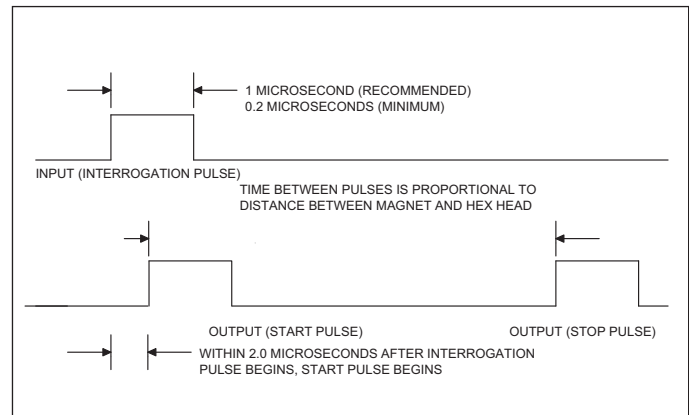 1 MICROSECOND (RECOMMENDED)
0.2 MICROSECONDS (MINIMUM)
INPUT (INTERROGATION PULSE)
TIME BETWEEN PULSES IS PROPORTIONAL TO
DISTANCE BETWEEN MAGNET AND HEX HEAD
OUTPUT (START PULSE)
OUTPUT (STOP PULSE)
WITHIN 2.0 MICROSECONDS AFTER INTERROGATION
PULSE BEGINS, START PULSE BEGINS